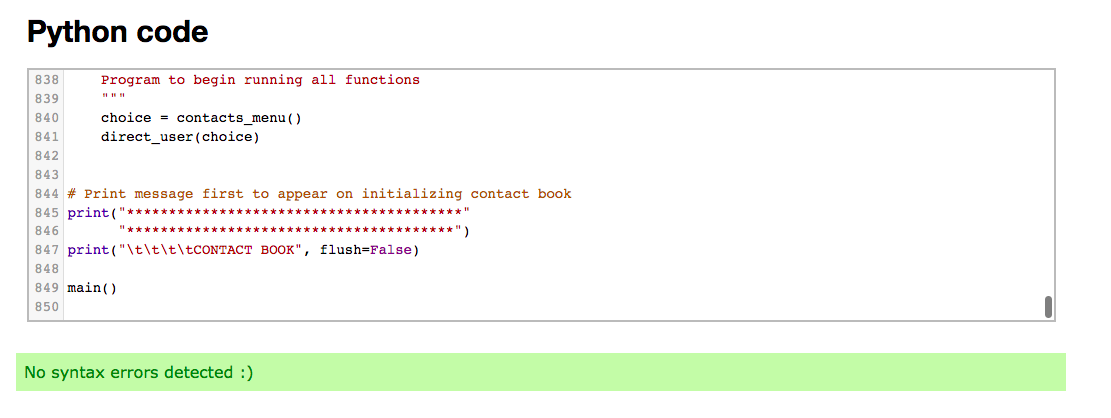 Python code
838     Program to begin running all functions
839     """
840     choice = contacts_menu()
841     direct_user(choice)
842
843
844 # Print message first to appear on initializing contact book
845 print("****************************************"
846       "***************************************")
847 print("\t\t\t\tCONTACT BOOK", flush=False)
848
849 main()
850
No syntax errors detected :)